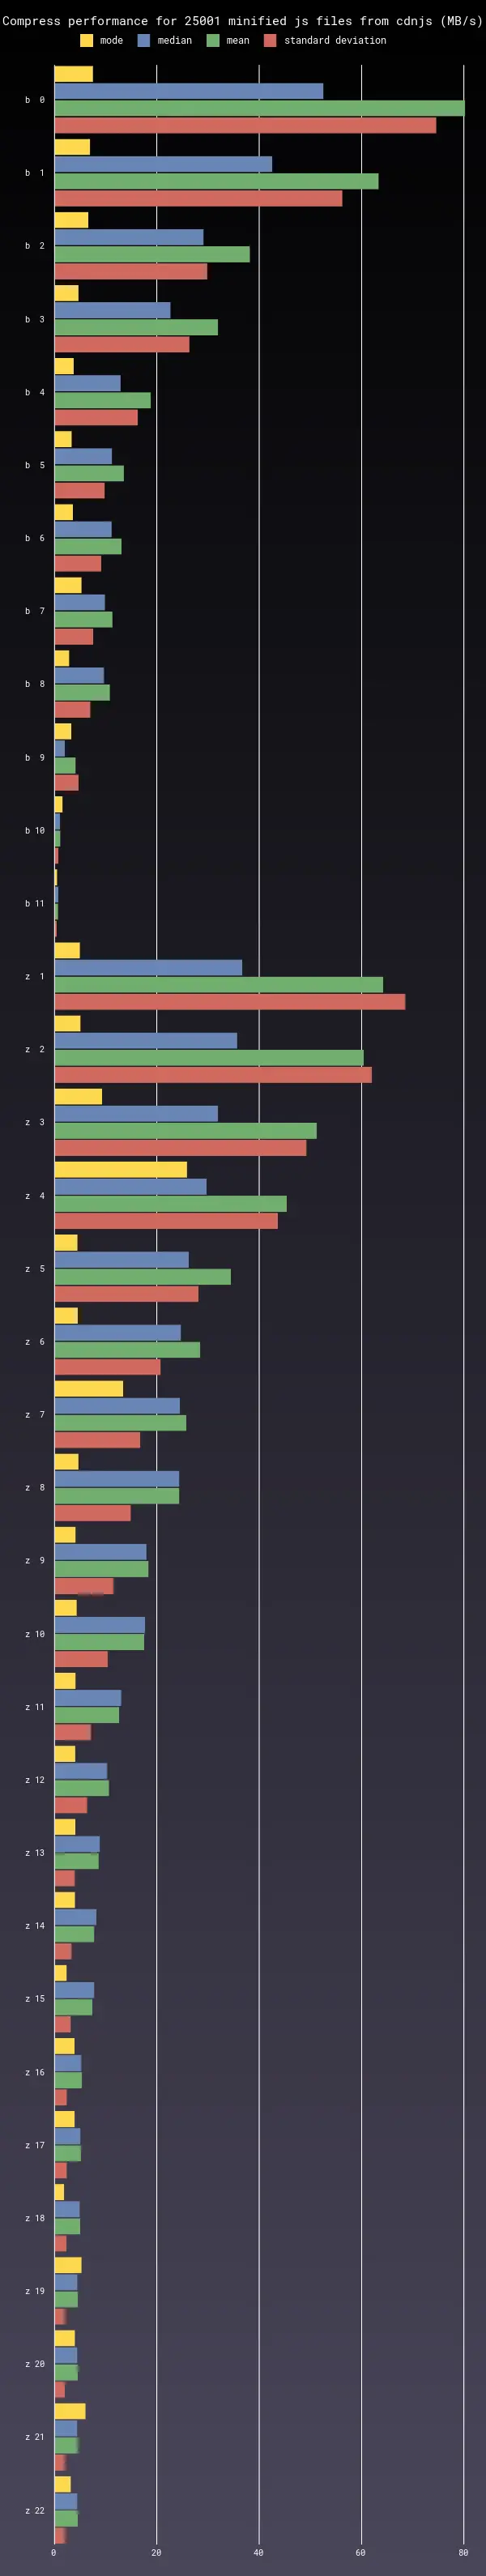 Compress performance for 25001 minified js files from cdnjs (MB/s)
mode median mean standard deviation
b 0
b 1
b 2
b 3
b 4
b 5
b 6
b 7
b 8
b 9
b 10
b 11
z 1
z 2
z 3
z 4
z 5
z 6
z 7
z 8
z 9
z 10
z 11
z 12
z 13
z 14
z 15
z 16
z 17
z 18
z 19
z 20
z 21
z 22
0 20 40 60 80